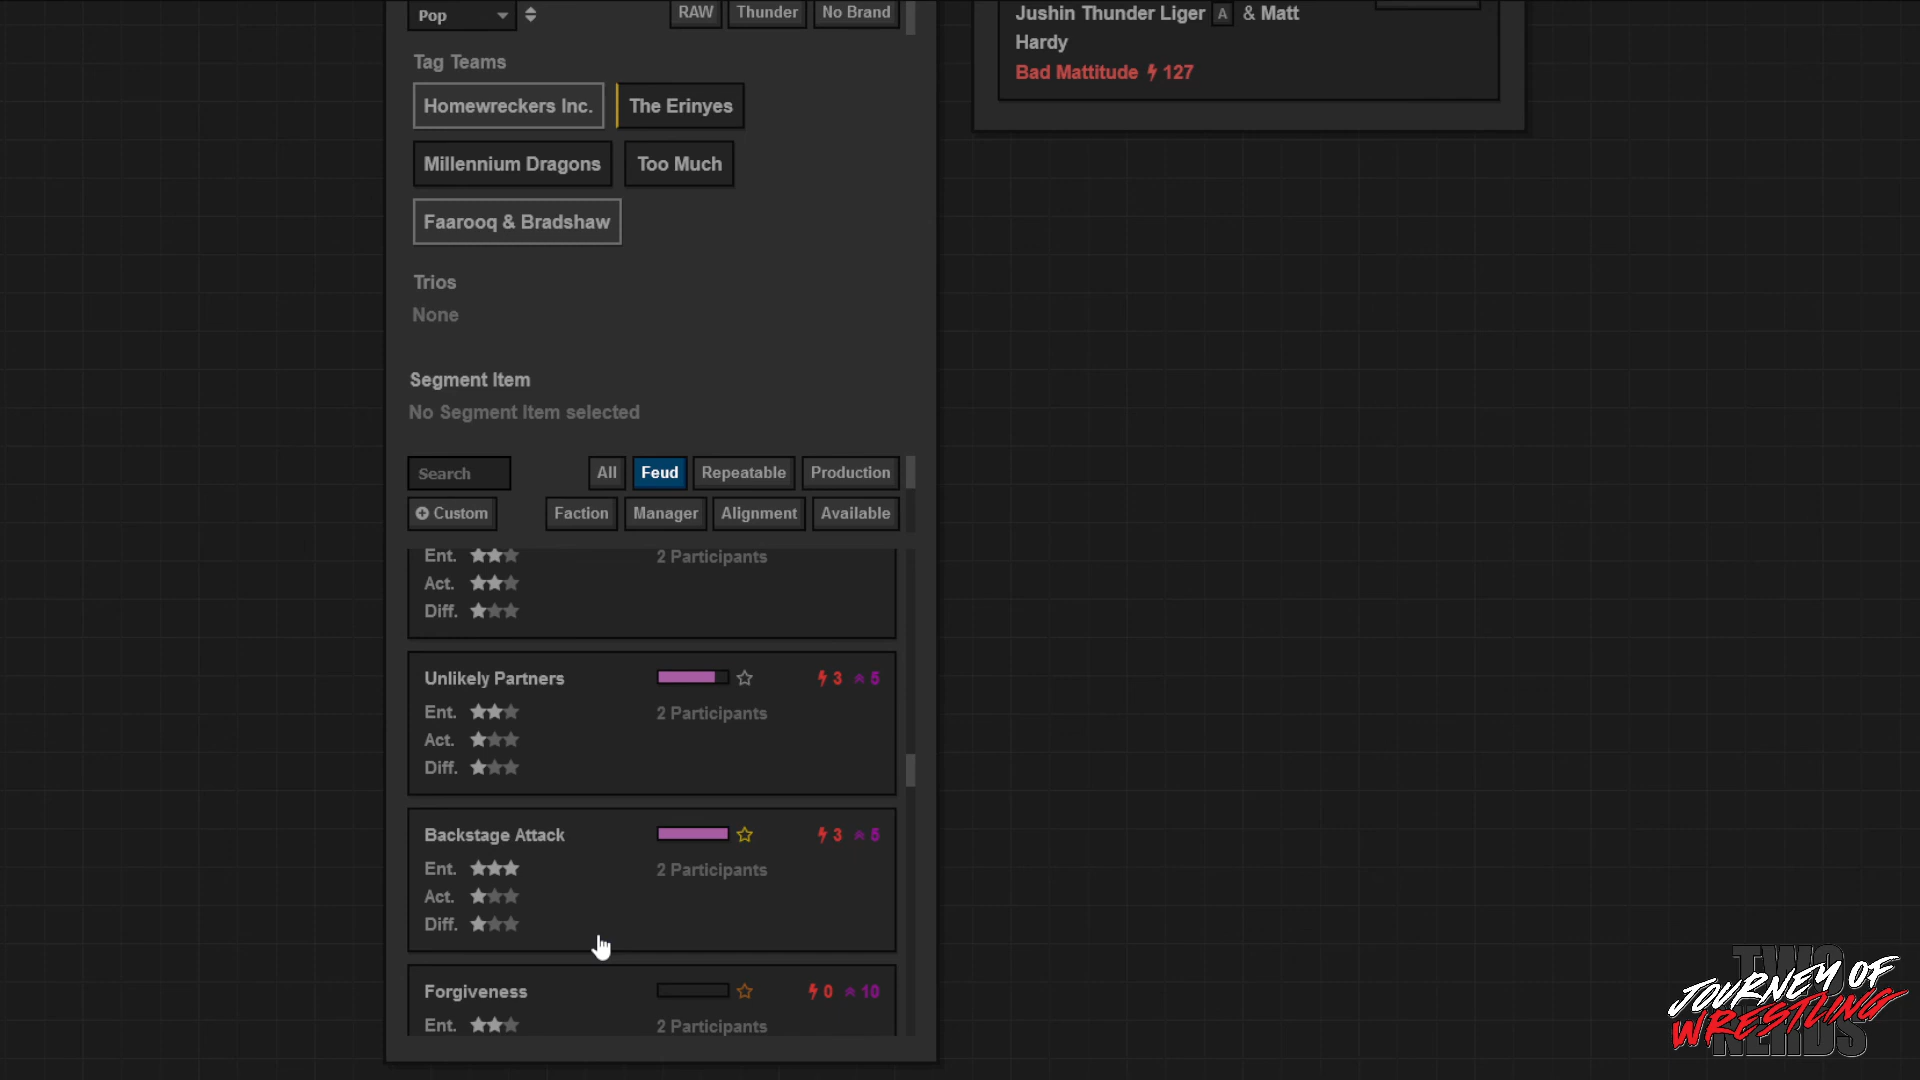 Pop
RAW
Thunder
No Brand
Tag Teams
Homewreckers Inc.
The Erinyes
Millennium Dragons
Too Much
Faarooq & Bradshaw
Trios
None
Segment Item
No Segment Item selected
Search
All
Feud
Repeatable
Production
Custom
Faction
Manager
Alignment
Available
Ent.
2 Participants
Act.
Diff.
Unlikely Partners
3
5
Ent.
2 Participants
Act.
Diff.
Backstage Attack
3
5
Ent.
2 Participants
Act.
Diff.
Forgiveness
0
10
Ent.
2 Participants
Jushin Thunder Liger A & Matt
Hardy
Bad Mattitude 127
TWO
JOURNEY OF
WRESTLING
NERDS